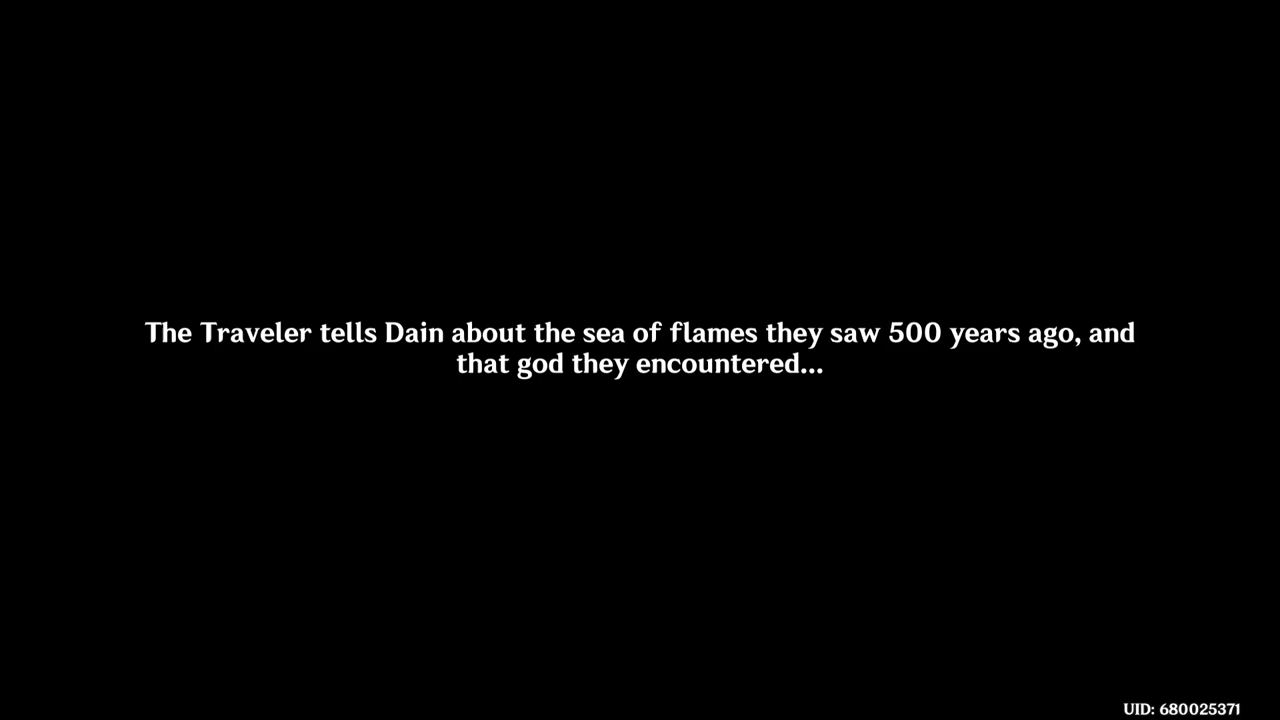 The Traveler tells Dain about the sea of flames they saw 500 years ago, and
that god they encountered...
UID: 680025371